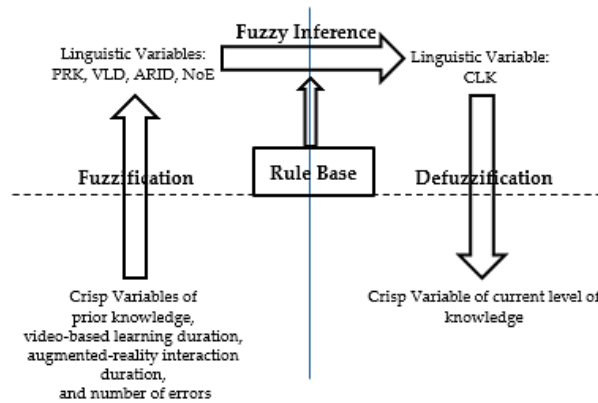 Fuzzy Inference
Linguistic Variables:
PRK, VLD, ARID, NoE
Linguistic Variable:
CLK
Fuzzification
Rule Base
Defuzzification
Crisp Variables of
prior knowledge,
video-based learning duration,
augmented-reality interaction
duration,
and number of errors
Crisp Variable of current level of
knowledge